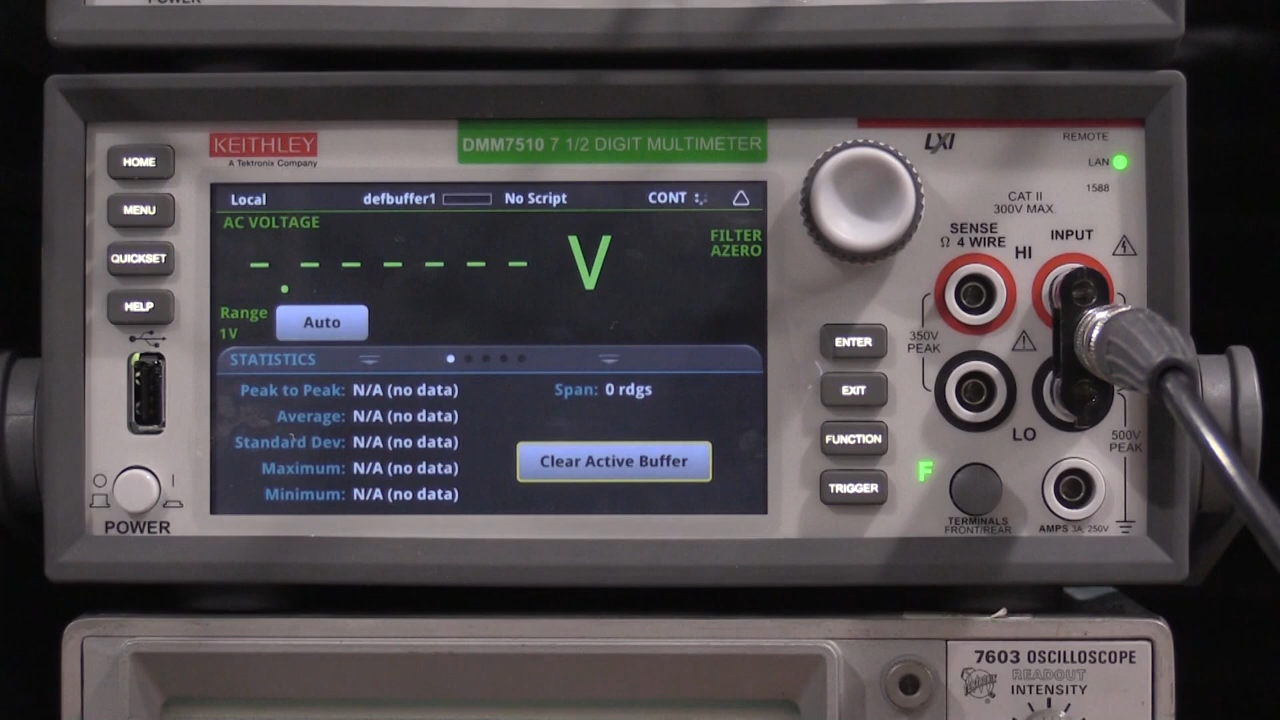 POWER
KEITHLEY
A Tektronix Company
DMM7510 7 1/2 DIGIT MULTIMETER
LXI
REMOTE
LAN
1588
HOME
MENU
QUICKSET
HELP
POWER
Local
defbuffer1
No Script
CONT
AC VOLTAGE
- . - - - - - - V
FILTER
AZERO
Range
1V
Auto
STATISTICS
Peak to Peak: N/A (no data)
Span: 0 rdgs
Average: N/A (no data)
Standard Dev: N/A (no data)
Maximum: N/A (no data)
Minimum: N/A (no data)
Clear Active Buffer
CAT II
300V MAX.
SENSE
Ω 4 WIRE
INPUT
HI
350V
PEAK
LO
500V
PEAK
ENTER
EXIT
FUNCTION
TRIGGER
F
TERMINALS
FRONT/REAR
AMPS 3A, 250V
7603 OSCILLOSCOPE
READOUT
INTENSITY